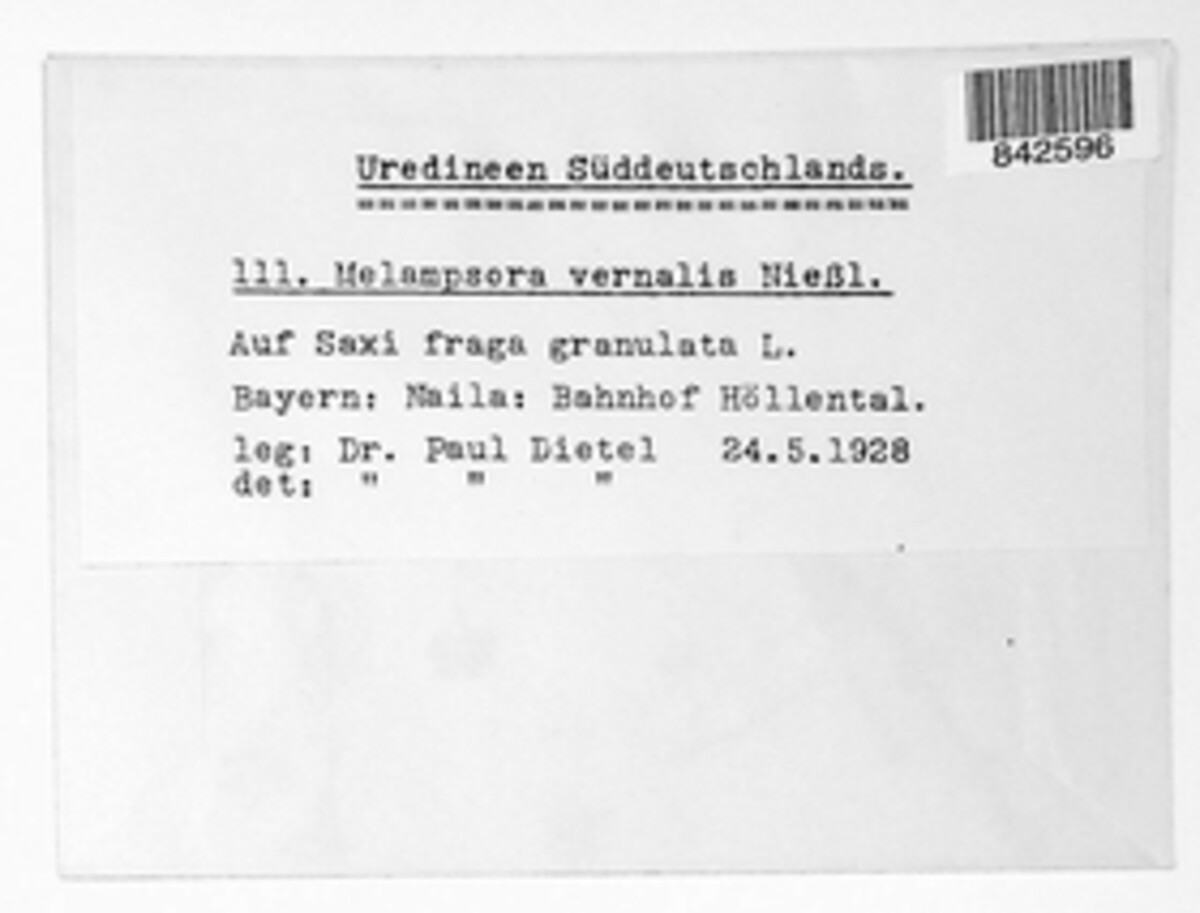 842596
Uredineen Süddeutschlands.
111. Melampsora vernalis Nießl.
Auf Saxi fraga granulata L.
Bayern: Naila: Bahnhof Höllental.
leg: Dr. Paul Dietel 24.5.1928
det: " " "